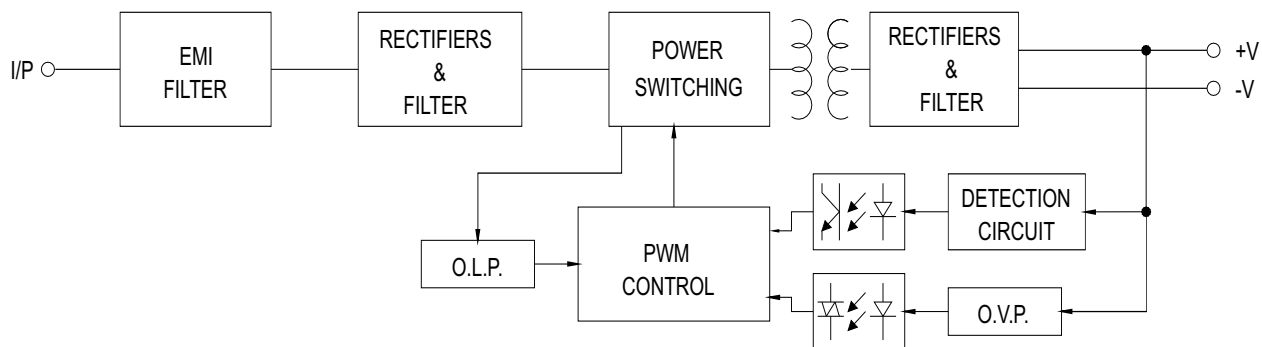 I/P
EMI
FILTER
RECTIFIERS
&
FILTER
POWER
SWITCHING
RECTIFIERS
&
FILTER
+V
-V
O.L.P.
PWM
CONTROL
DETECTION
CIRCUIT
O.V.P.